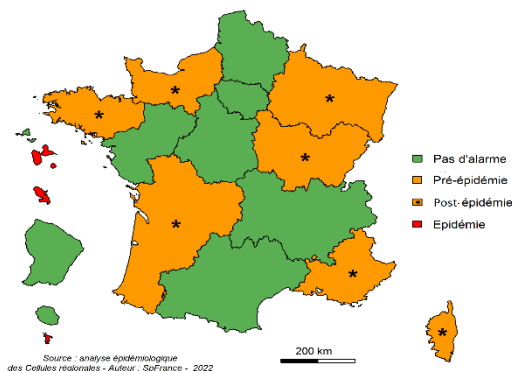 Pas d'alarme
Pré-épidémie
Post-épidémie
Epidémie
200 km
Source : analyse épidémiologique
des Cellules régionales - Auteur : SpFrance - 2022